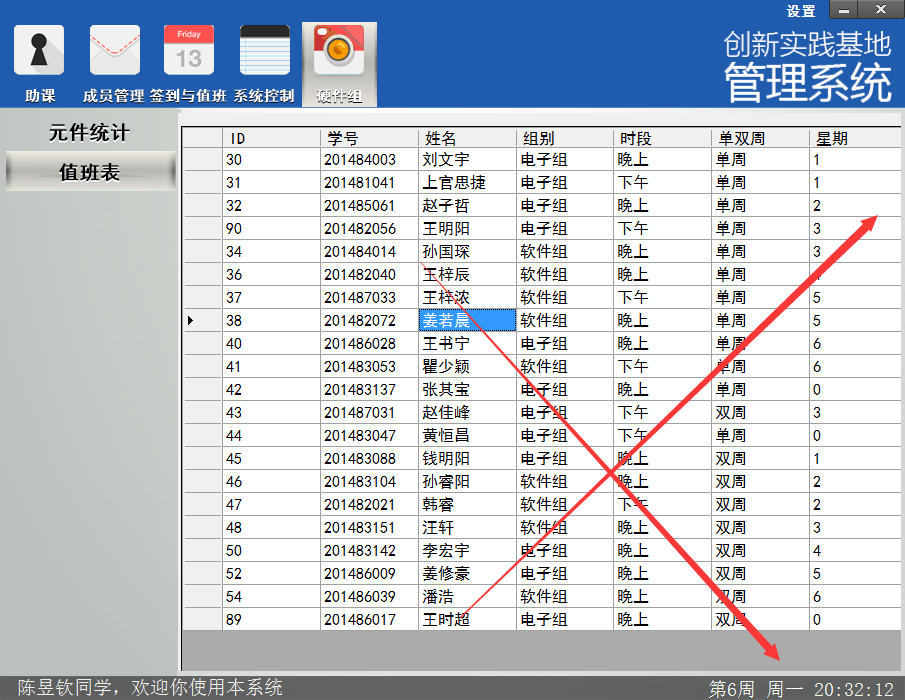 设置
创新实践基地
管理系统
Friday
13
助课 成员管理 签到与值班 系统控制 硬件组
元件统计
值班表
ID 学号 姓名 组别 时段 单双周 星期
30 201484003 刘文宇 电子组 晚上 单周 1
31 201481041 上官思捷 电子组 下午 单周 1
32 201485061 赵子哲 电子组 晚上 单周 2
90 201482056 王明阳 电子组 下午 单周 3
34 201484014 孙国琛 软件组 晚上 单周 3
36 201482040 王梓辰 软件组 晚上 单周
37 201487033 王梓浓 软件组 下午 单周 5
38 201482072 姜若晨 软件组 晚上 单周 5
40 201486028 王书宁 电子组 晚上 单周 6
41 201483053 瞿少颖 软件组 下午 单周 6
42 201483137 张其宝 电子组 晚上 单周 0
43 201487031 赵佳峰 电子组 下午 双周 3
44 201483047 黄恒昌 电子组 下午 单周 0
45 201483088 钱明阳 电子组 晚上 双周 1
46 201483104 孙睿阳 软件组 晚上 双周 2
47 201482021 韩睿 软件组 下午 双周 2
48 201483151 汪轩 软件组 晚上 双周 3
50 201483142 李宏宇 电子组 晚上 双周 4
52 201486009 姜修豪 电子组 晚上 双周 5
54 201486039 潘浩 软件组 晚上 双周 6
89 201486017 王时超 电子组 晚上 双周 0
陈昱钦同学，欢迎你使用本系统
第6周 周一 20:32:12